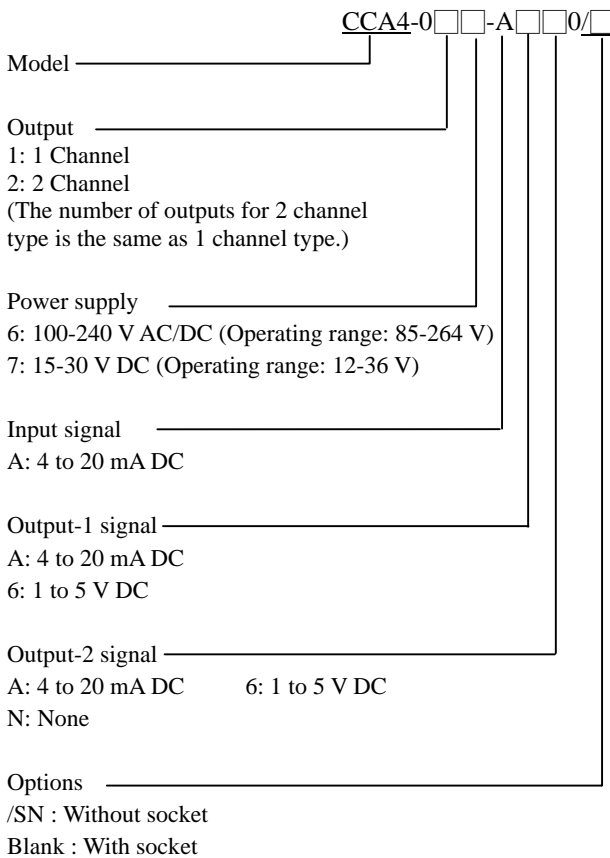 CCA4-0□□-A□□0/□
Model
Output
1: 1 Channel
2: 2 Channel
(The number of outputs for 2 channel
type is the same as 1 channel type.)
Power supply
6: 100-240 V AC/DC (Operating range: 85-264 V)
7: 15-30 V DC (Operating range: 12-36 V)
Input signal
A: 4 to 20 mA DC
Output-1 signal
A: 4 to 20 mA DC
6: 1 to 5 V DC
Output-2 signal
A: 4 to 20 mA DC 6: 1 to 5 V DC
N: None
Options
/SN : Without socket
Blank : With socket